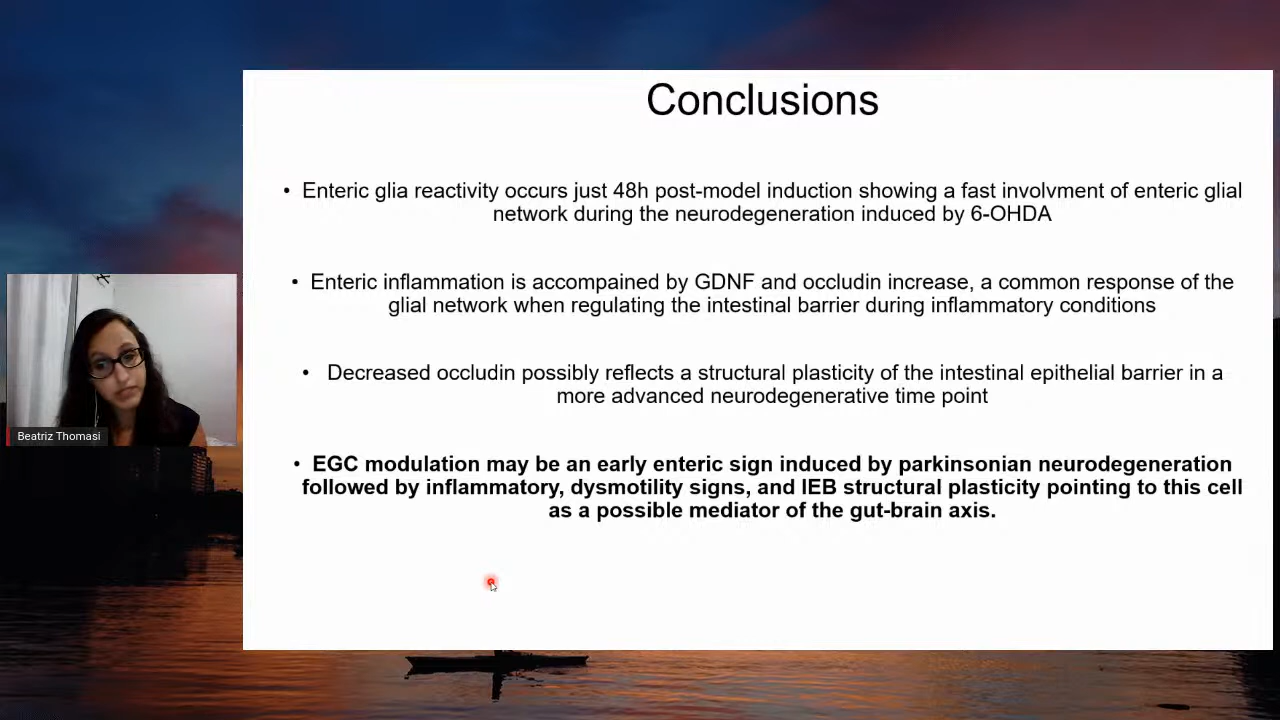 Conclusions
• Enteric glia reactivity occurs just 48h post-model induction showing a fast involvment of enteric glial
network during the neurodegeneration induced by 6-OHDA
• Enteric inflammation is accompained by GDNF and occludin increase, a common response of the
glial network when regulating the intestinal barrier during inflammatory conditions
• Decreased occludin possibly reflects a structural plasticity of the intestinal epithelial barrier in a
more advanced neurodegenerative time point
• EGC modulation may be an early enteric sign induced by parkinsonian neurodegeneration
followed by inflammatory, dysmotility signs, and IEB structural plasticity pointing to this cell
as a possible mediator of the gut-brain axis.
Beatriz Thomasi